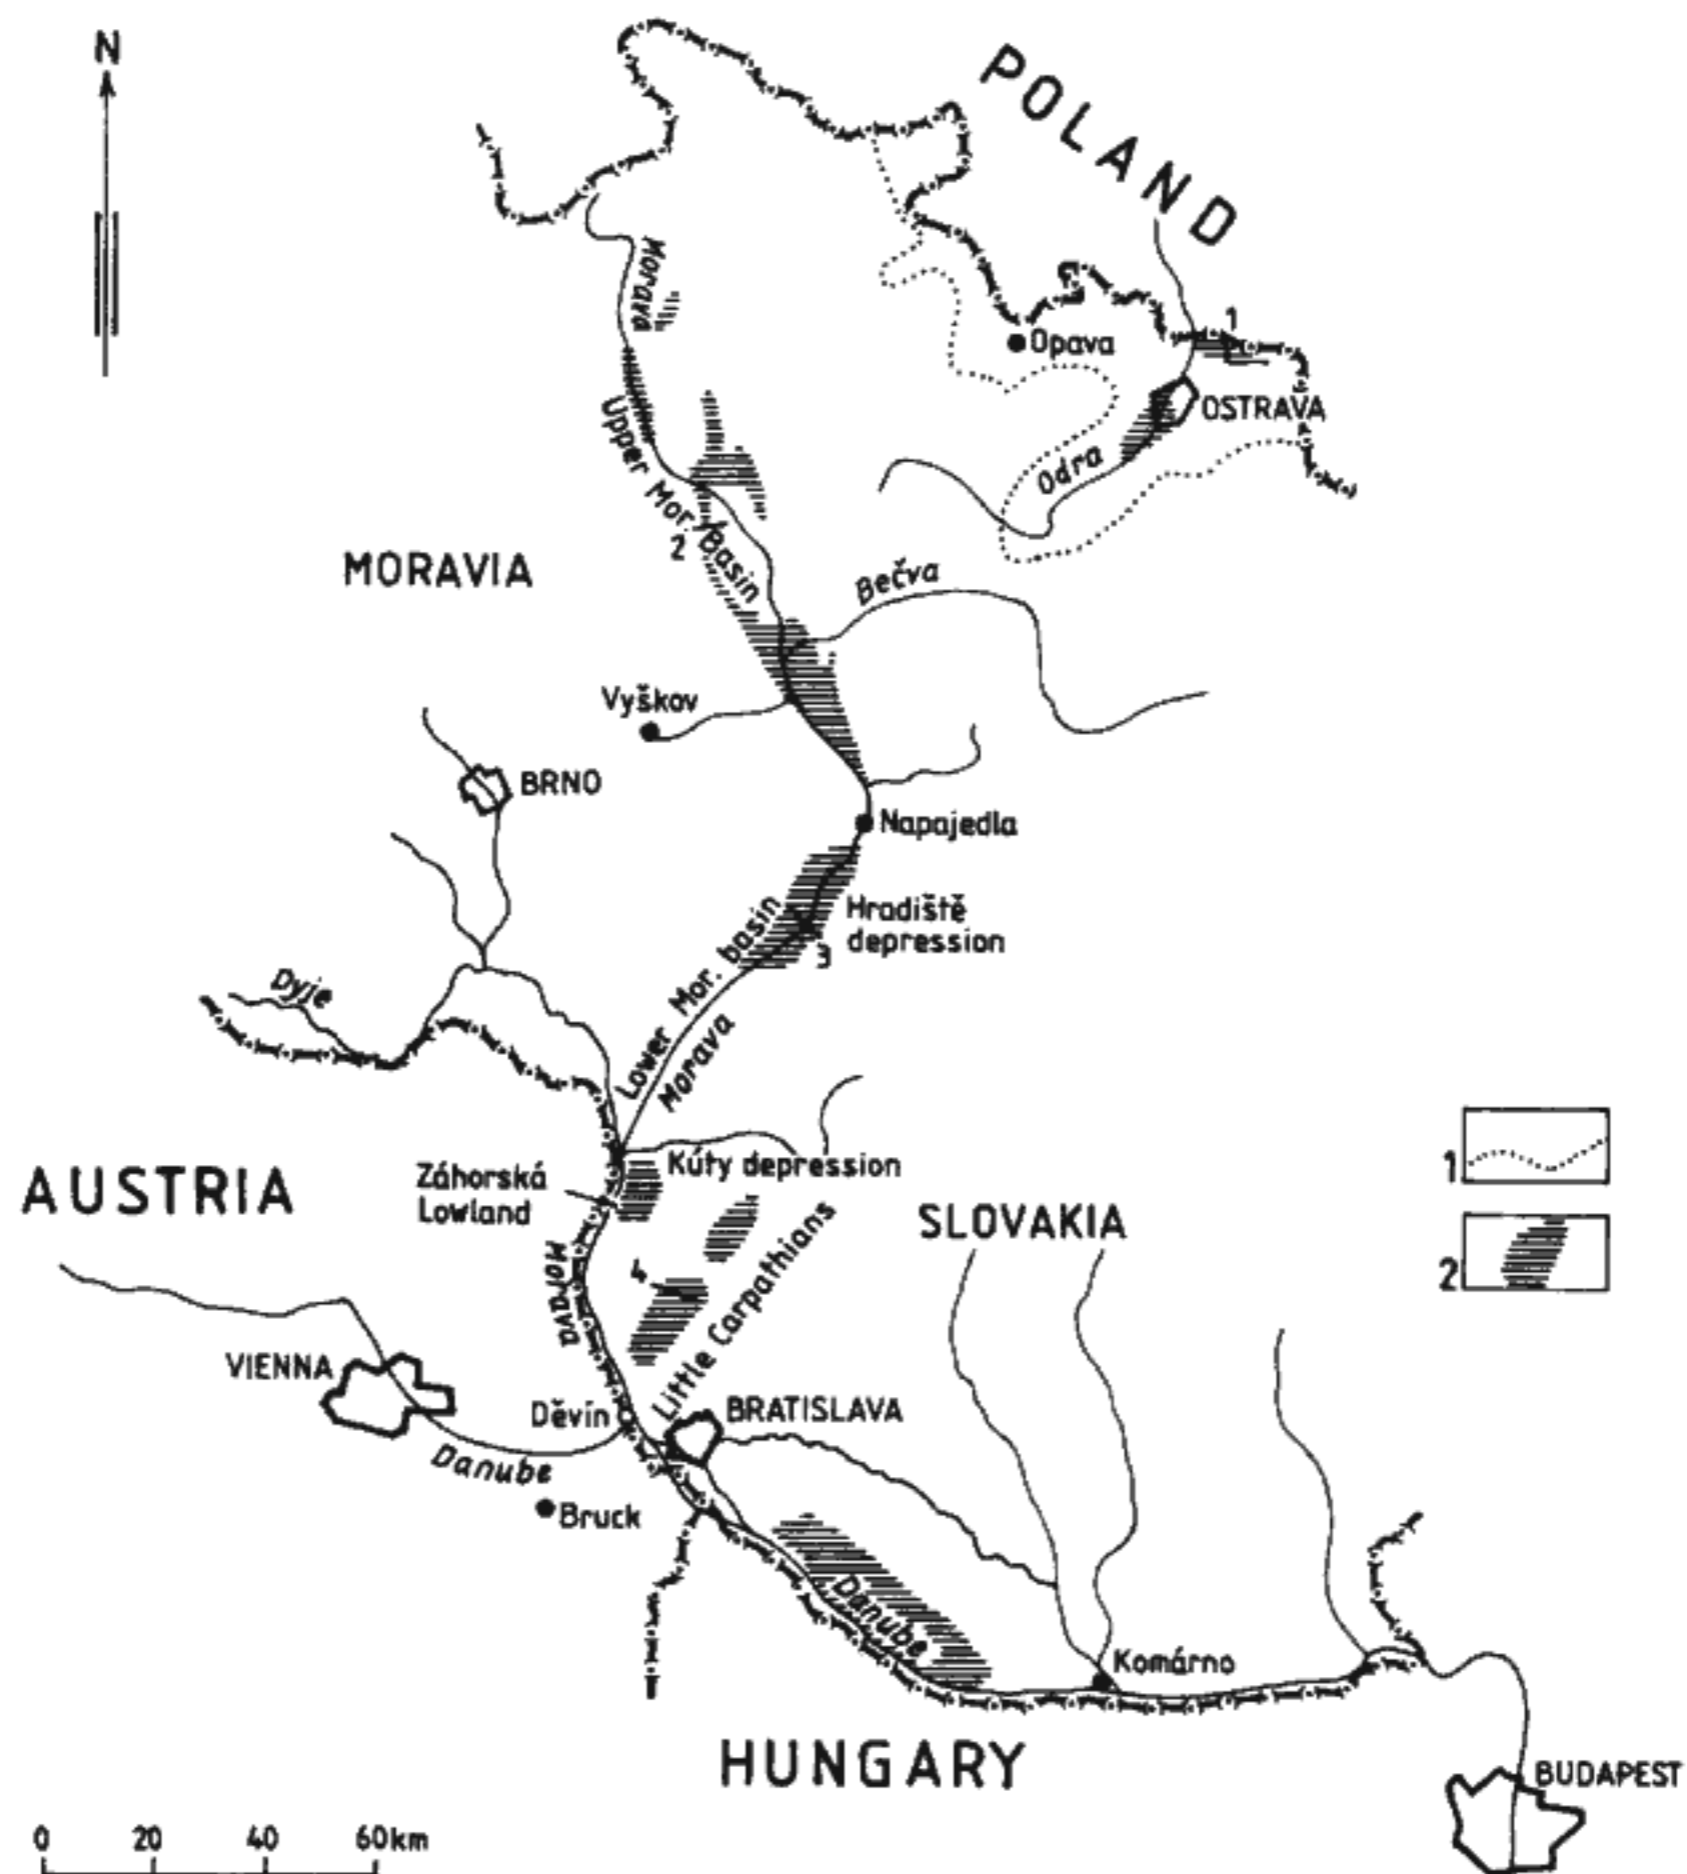 N
POLAND
Morava
1
Opava
OSTRAVA
Upper Mor. Basin
Odra
2
MORAVIA
Bečva
Vyškov
BRNO
Napajedla
Hradiště
depression
3
Lower Mor. basin
Morava
Dyje
Kúty depression
Záhorská
Lowland
AUSTRIA
SLOVAKIA
1
2
Morava
4
Little Carpathians
VIENNA
Děvín
BRATISLAVA
Danube
Bruck
Danube
Komárno
HUNGARY
BUDAPEST
0 20 40 60km